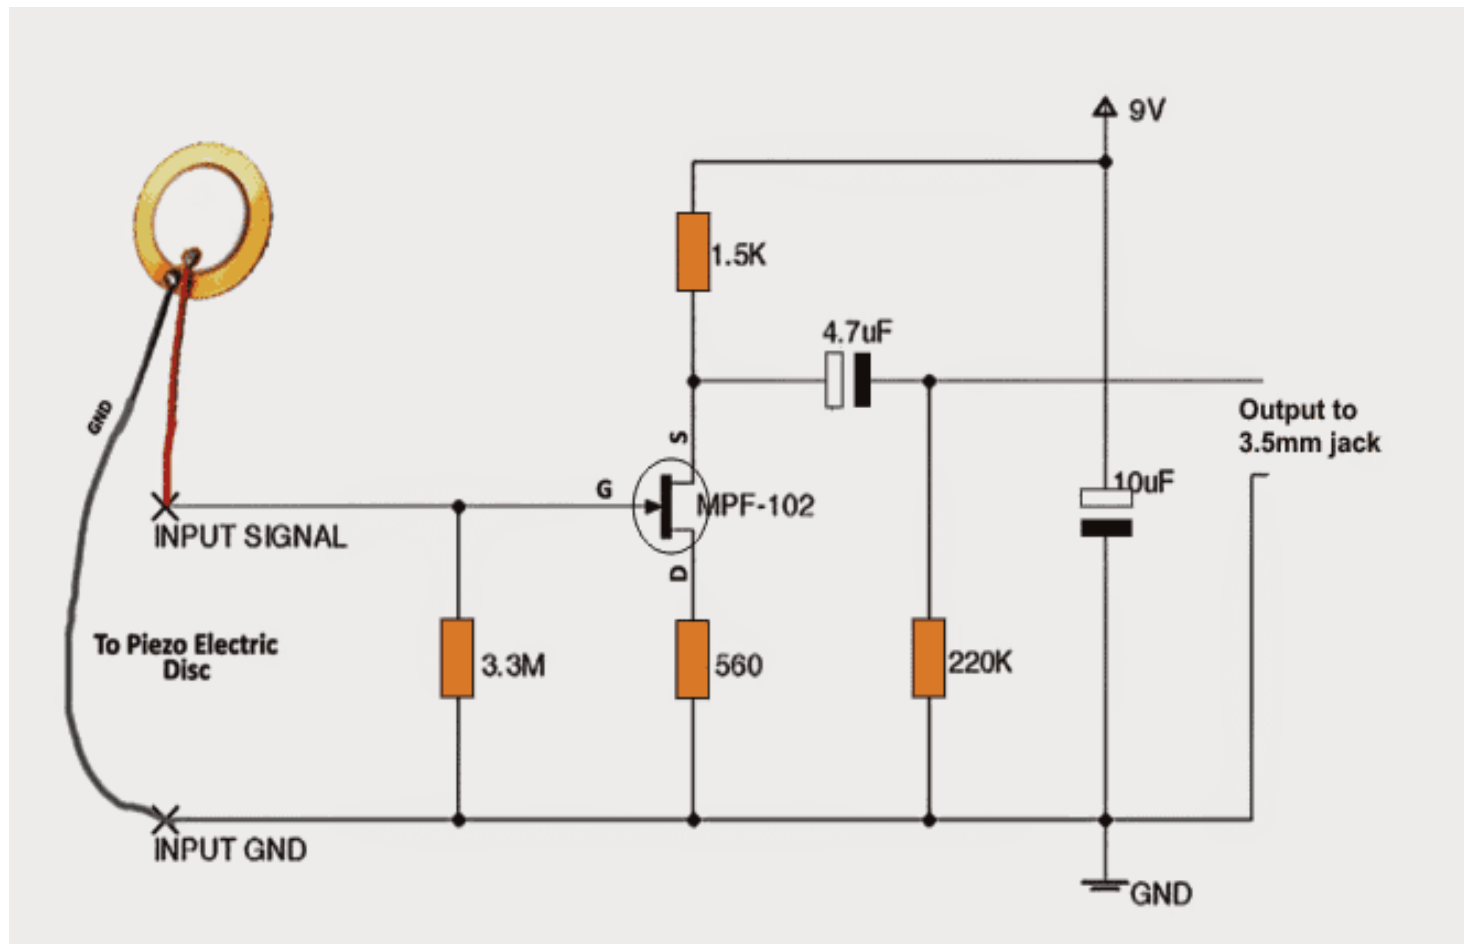 9V
1.5K
4.7uF
GND
Output to
3.5mm jack
S
10uF
G
MPF-102
INPUT SIGNAL
D
To Piezo Electric
Disc
3.3M
560
220K
INPUT GND
GND